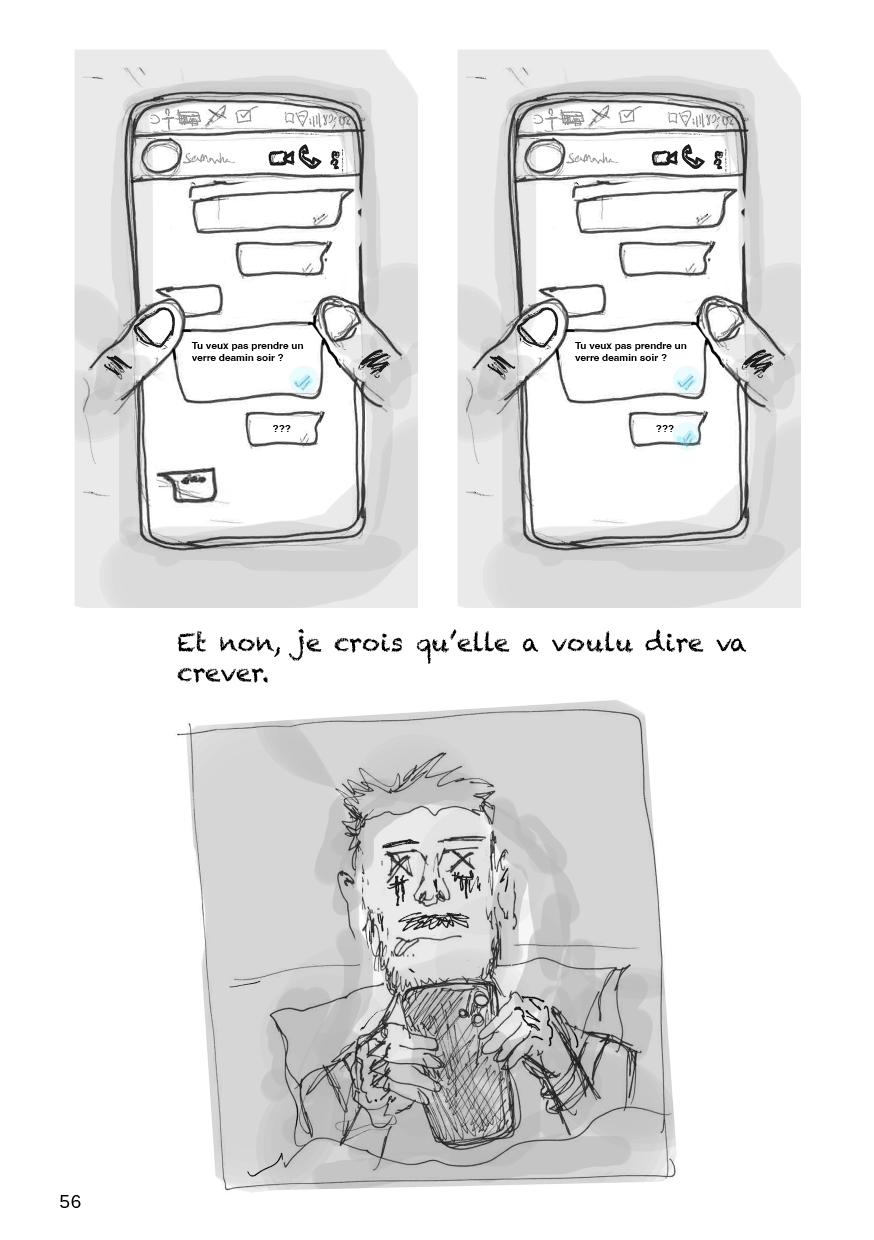 Tu veux pas prendre un
verre deamin soir ?
???
Tu veux pas prendre un
verre deamin soir ?
???
Et non, je crois qu'elle a voulu dire va
crever.
56